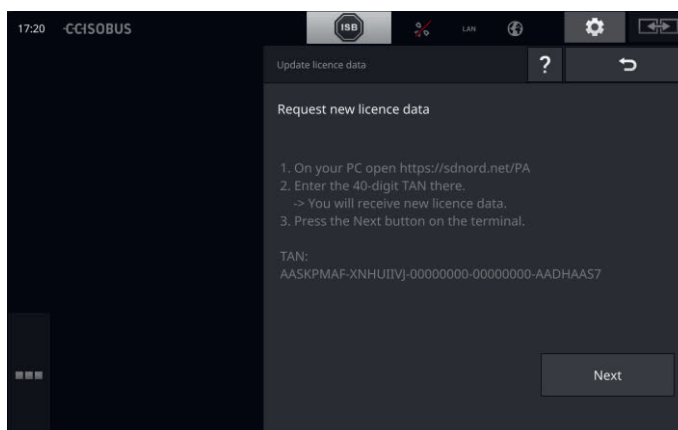 17:20
CCISOBUS
ISB
LAN
Update licence data
?
Request new licence data
1. On your PC open https://sdnord.net/PA
2. Enter the 40-digit TAN there.
-> You will receive new licence data.
3. Press the Next button on the terminal.
TAN:
AASKPMAF-XNHUIIVJ-00000000-00000000-AADHAAS7
Next